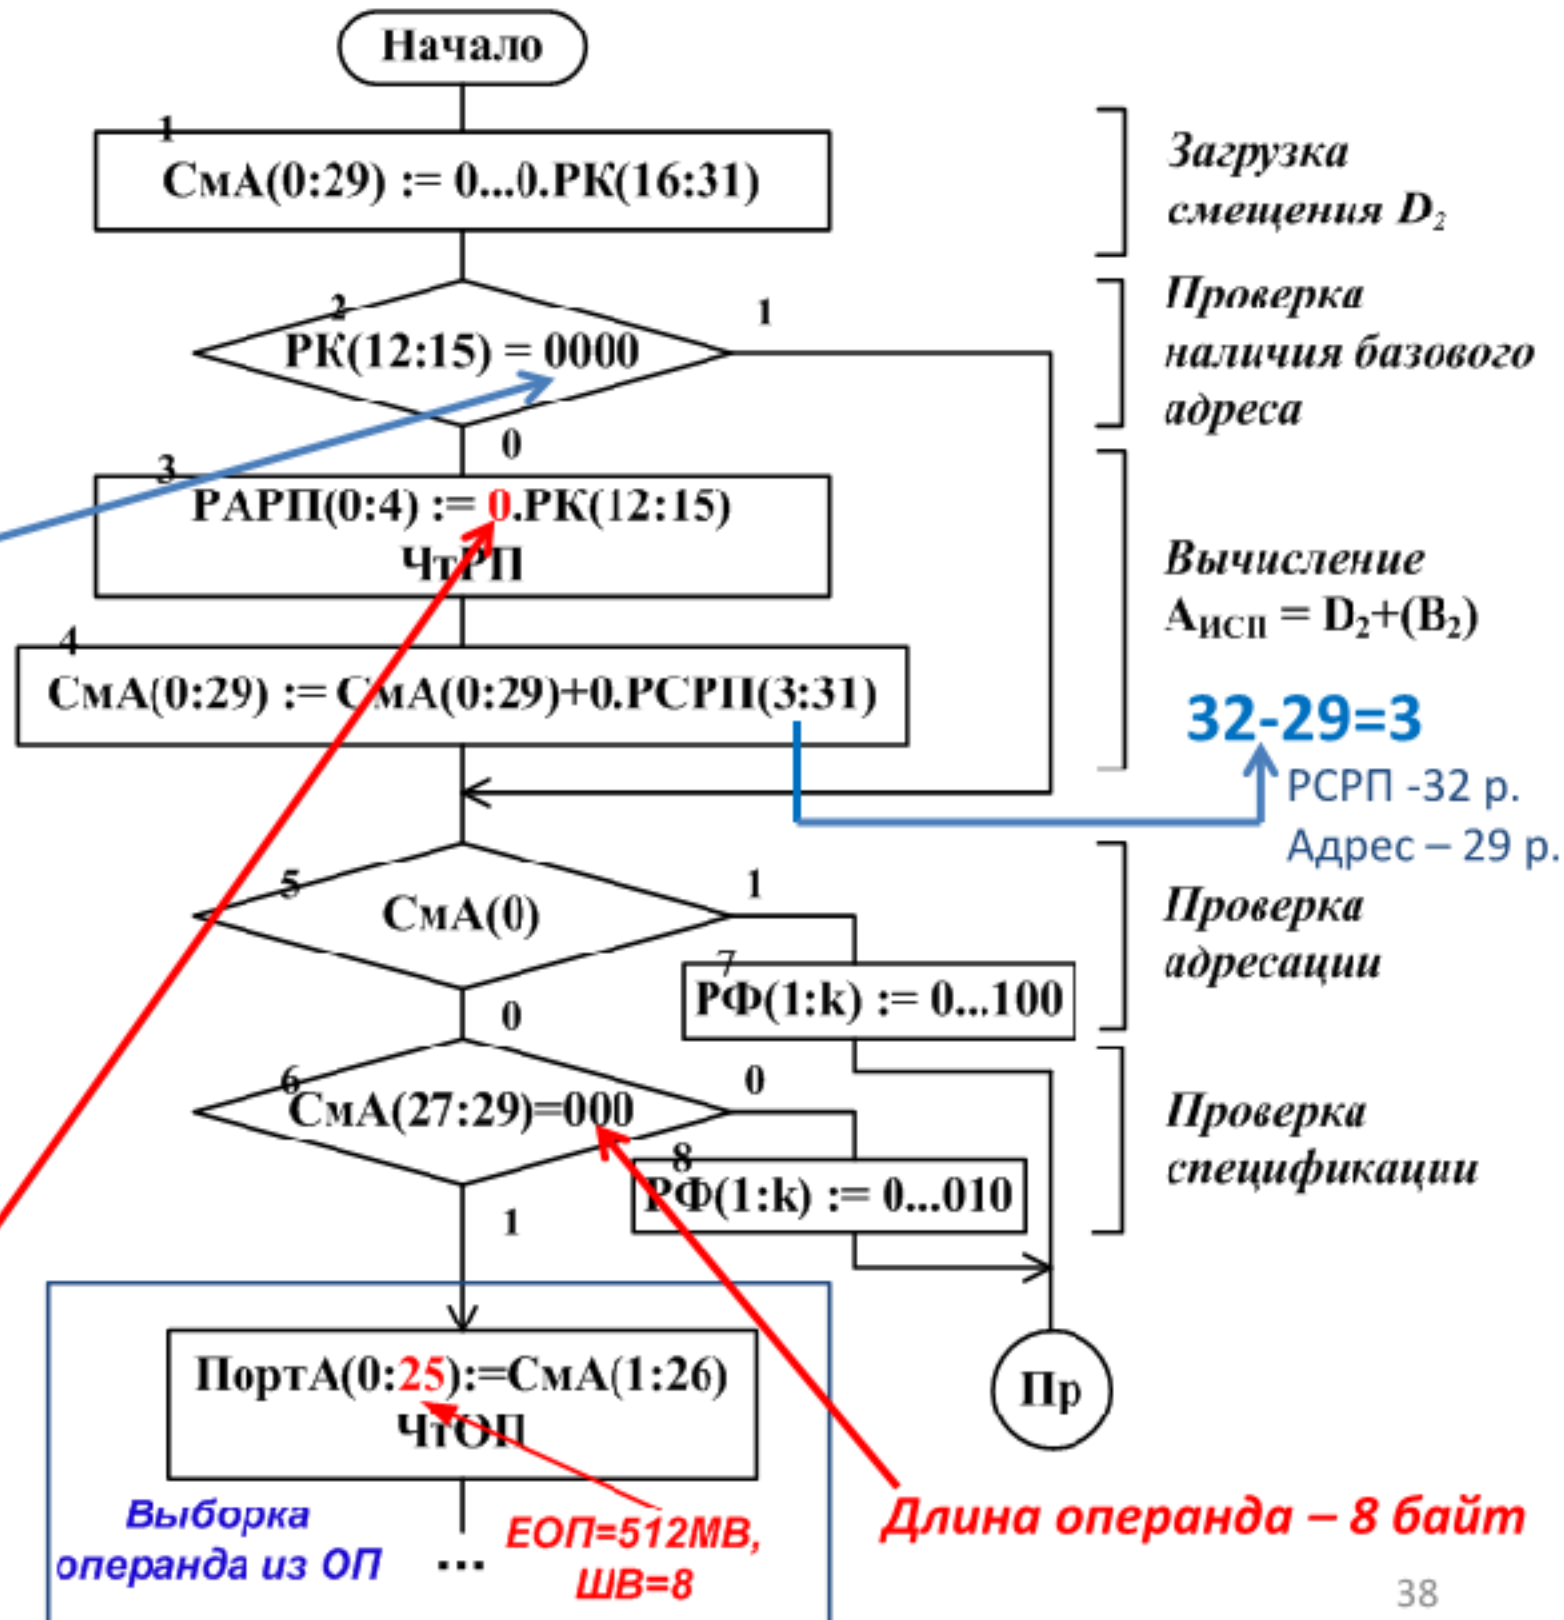 Начало
1
СмА(0:29) := 0...0.РК(16:31)
Загрузка
смещения D₂
2
РК(12:15) = 0000
1
0
Проверка
наличия базового
адреса
3
РАРП(0:4) := 0.РК(12:15)
ЧтРП
4
СмА(0:29) := СмА(0:29)+0.РСРП(3:31)
Вычисление
Aисп = D₂+(B₂)
32-29=3
РСРП -32 р.
Адрес – 29 р.
5
СмА(0)
1
0
7
РФ(1:k) := 0...100
Проверка
адресации
6
СмА(27:29)=000
0
1
8
РФ(1:k) := 0...010
Проверка
спецификации
ПортА(0:25):=СмА(1:26)
ЧтОП
Пр
Выборка
операнда из ОП
...
ЕОП=512МВ,
ШВ=8
Длина операнда – 8 байт
38